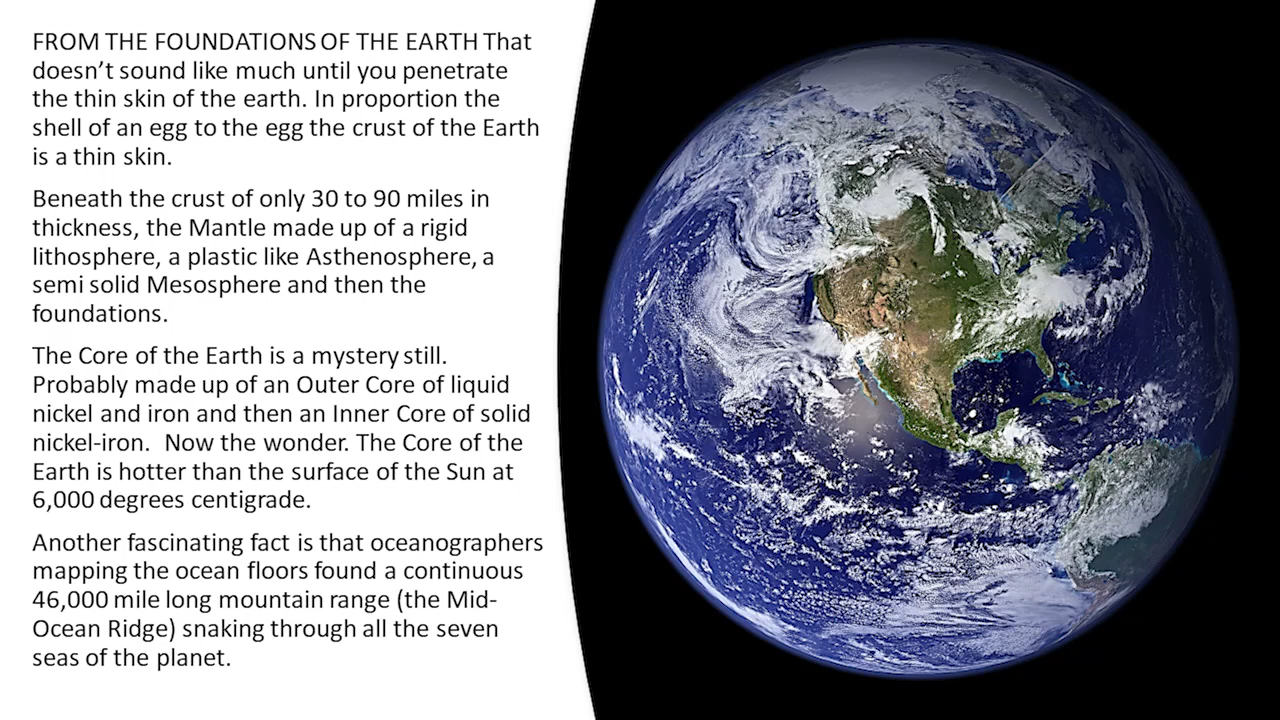 FROM THE FOUNDATIONS OF THE EARTH That
doesn’t sound like much until you penetrate
the thin skin of the earth. In proportion the
shell of an egg to the egg the crust of the Earth
is a thin skin.
Beneath the crust of only 30 to 90 miles in
thickness, the Mantle made up of a rigid
lithosphere, a plastic like Asthenosphere, a
semi solid Mesosphere and then the
foundations.
The Core of the Earth is a mystery still.
Probably made up of an Outer Core of liquid
nickel and iron and then an Inner Core of solid
nickel-iron.  Now the wonder. The Core of the
Earth is hotter than the surface of the Sun at
6,000 degrees centigrade.
Another fascinating fact is that oceanographers
mapping the ocean floors found a continuous
46,000 mile long mountain range (the Mid-
Ocean Ridge) snaking through all the seven
seas of the planet.